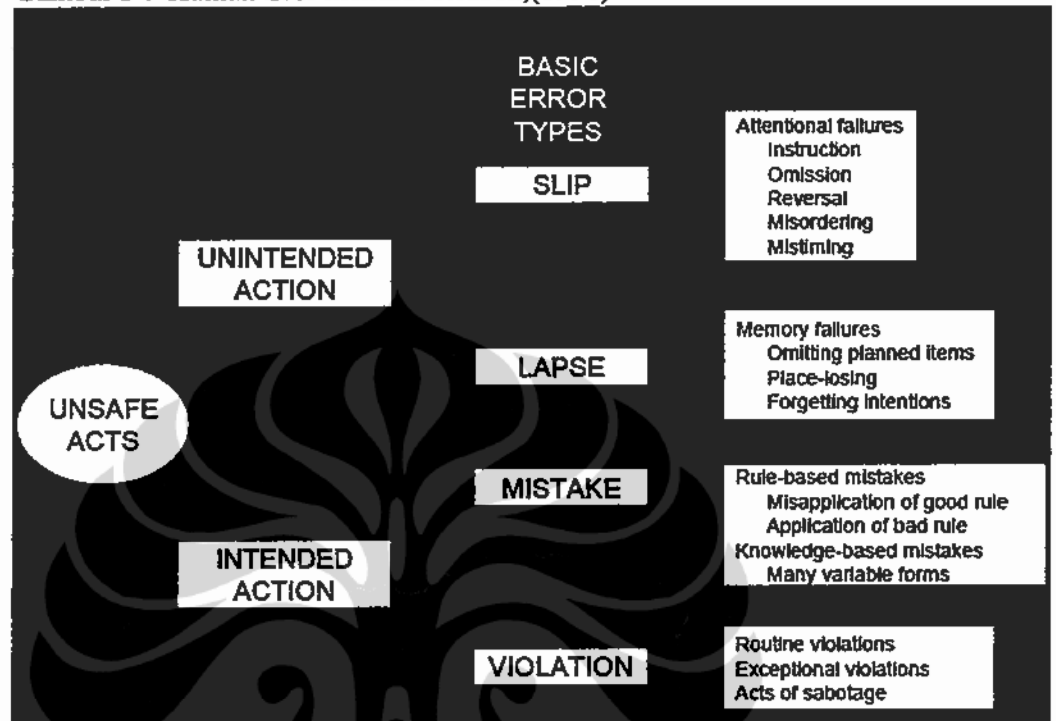 BASIC
ERROR
TYPES
SLIP
Attentional failures
Instruction
Omission
Reversal
Misordering
Mistiming
UNINTENDED
ACTION
LAPSE
Memory failures
Omitting planned items
Place-losing
Forgetting intentions
UNSAFE
ACTS
MISTAKE
Rule-based mistakes
Misapplication of good rule
Application of bad rule
Knowledge-based mistakes
Many variable forms
INTENDED
ACTION
VIOLATION
Routine violations
Exceptional violations
Acts of sabotage